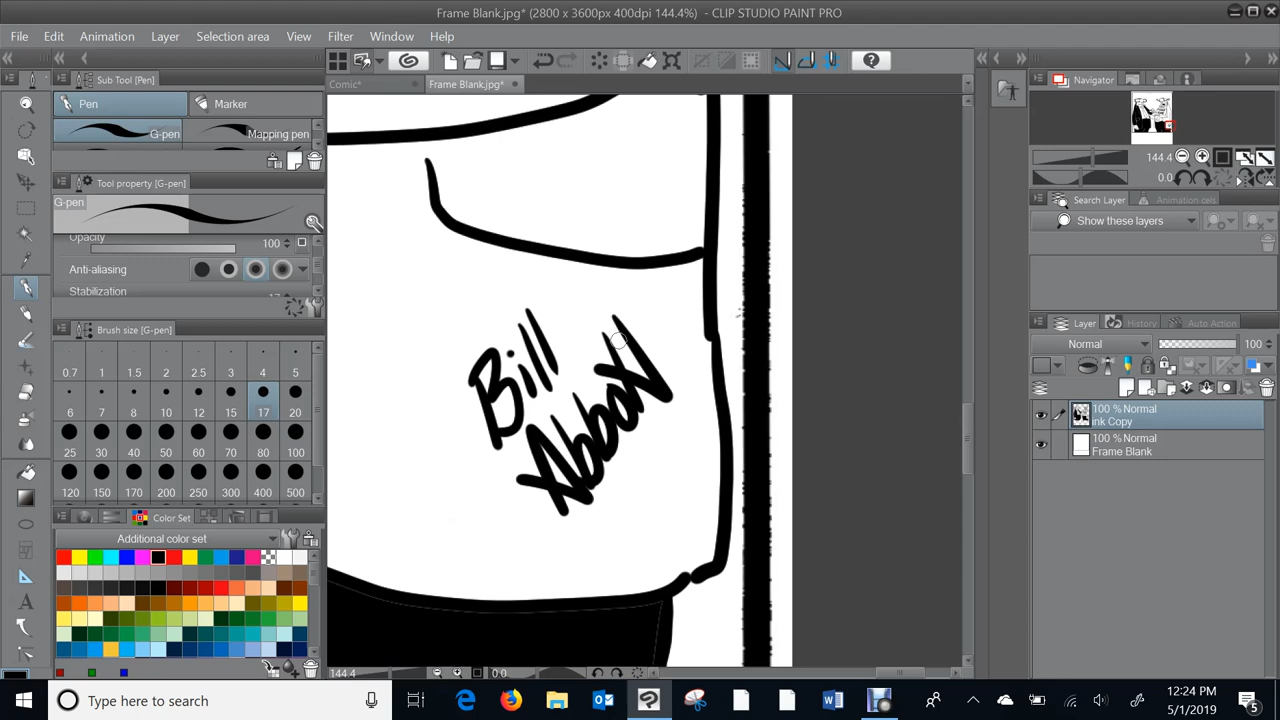 Frame Blank.jpg* (2800 x 3600px 400dpi 144.4%) - CLIP STUDIO PAINT PRO
File Edit Animation Layer Selection area View Filter Window Help
Sub Tool [Pen]
Pen Marker
G-pen Mapping pen
Tool property [G-pen]
G-pen
Opacity 100
Anti-aliasing
Stabilization
Brush size [G-pen]
0.7 1 1.5 2 3 4 5
6 7 8 10 12 15 17 20
25 30 40 50 60 70 80 100
120 150 170 200 250 300 400 500
Color Set
Additional color set
Comic* Frame Blank.jpg*
Bill
144.4 0.0
Navigator
144.4
0.0
Search Layer Animation cels
Show these layers
Layer History Auto Action
Normal 100
100 % Normal
ink Copy
100 % Normal
Frame Blank
Type here to search
12:24 PM
5/1/2019
5